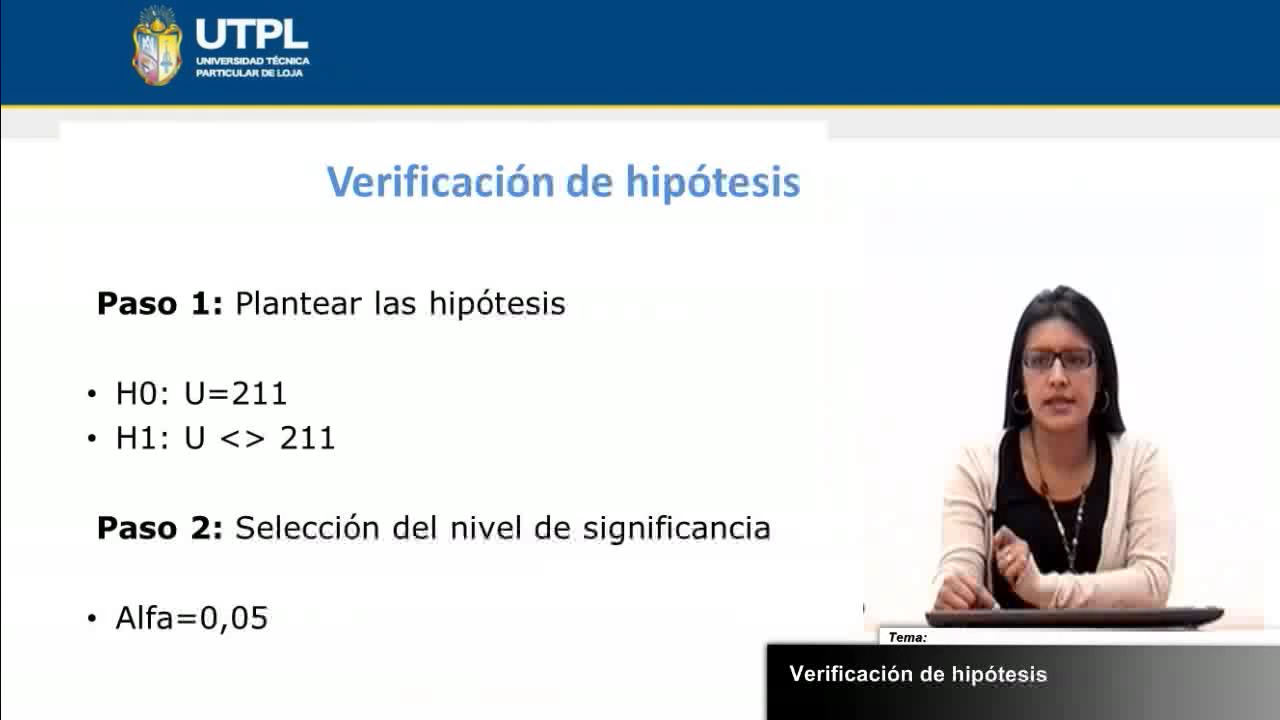 UTPL
UNIVERSIDAD TÉCNICA
PARTICULAR DE LOJA
Verificación de hipótesis
Paso 1: Plantear las hipótesis
• H0: U=211
• H1: U <> 211
Paso 2: Selección del nivel de significancia
• Alfa=0,05
Tema:
Verificación de hipótesis